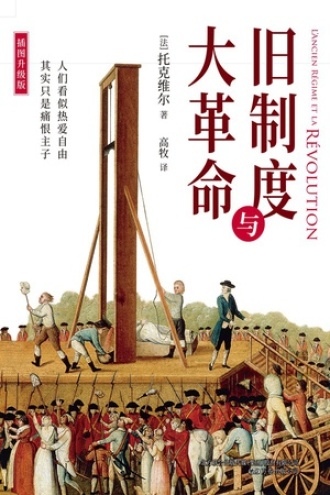 插图升级版
[法]托克维尔 著
高牧 译
人们看似热爱自由
其实只是痛恨主子
旧制度
与
大革命
L'ANCIEN RÉGIME ET LA
RÉVOLUTION